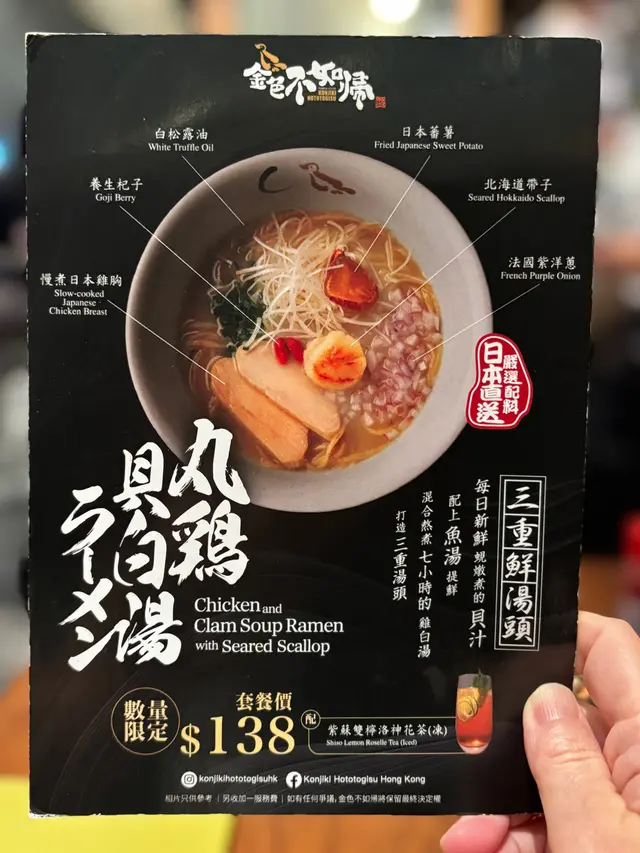 金色不如帰
KONJIKI
HOTOTOGISU
白松露油
White Truffle Oil
日本蕃薯
Fried Japanese Sweet Potato
養生杞子
Goji Berry
北海道帶子
Seared Hokkaido Scallop
慢煮日本雞胸
Slow-cooked
Japanese
Chicken Breast
法國紫洋蔥
French Purple Onion
嚴選配料
日本直送
丸鶏
貝白湯
ラーメン
Chicken and
Clam Soup Ramen
with Seared Scallop
三重鮮湯頭
每日新鮮蜆燉煮的貝汁
配上魚湯提鮮
混合熬煮七小時的雞白湯
打造三重湯頭
數量
限定
套餐價
$138
配
紫蘇雙檸洛神花茶(凍)
Shiso Lemon Roselle Tea (Iced)
konjikihototogisuhk
Konjiki Hototogisu Hong Kong
相片只供參考 | 另收加一服務費 | 如有任何爭議,金色不如帰將保留最終決定權